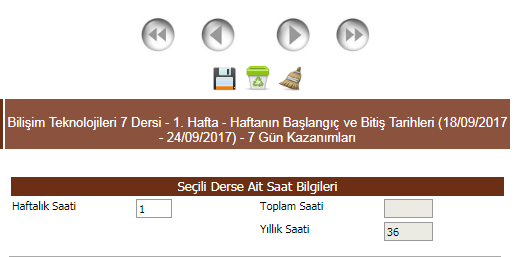 Bilişim Teknolojileri 7 Dersi - 1. Hafta - Haftanın Başlangıç ve Bitiş Tarihleri (18/09/2017
- 24/09/2017) - 7 Gün Kazanımları
Seçili Derse Ait Saat Bilgileri
Haftalık Saati 1 Toplam Saati
Yıllık Saati 36